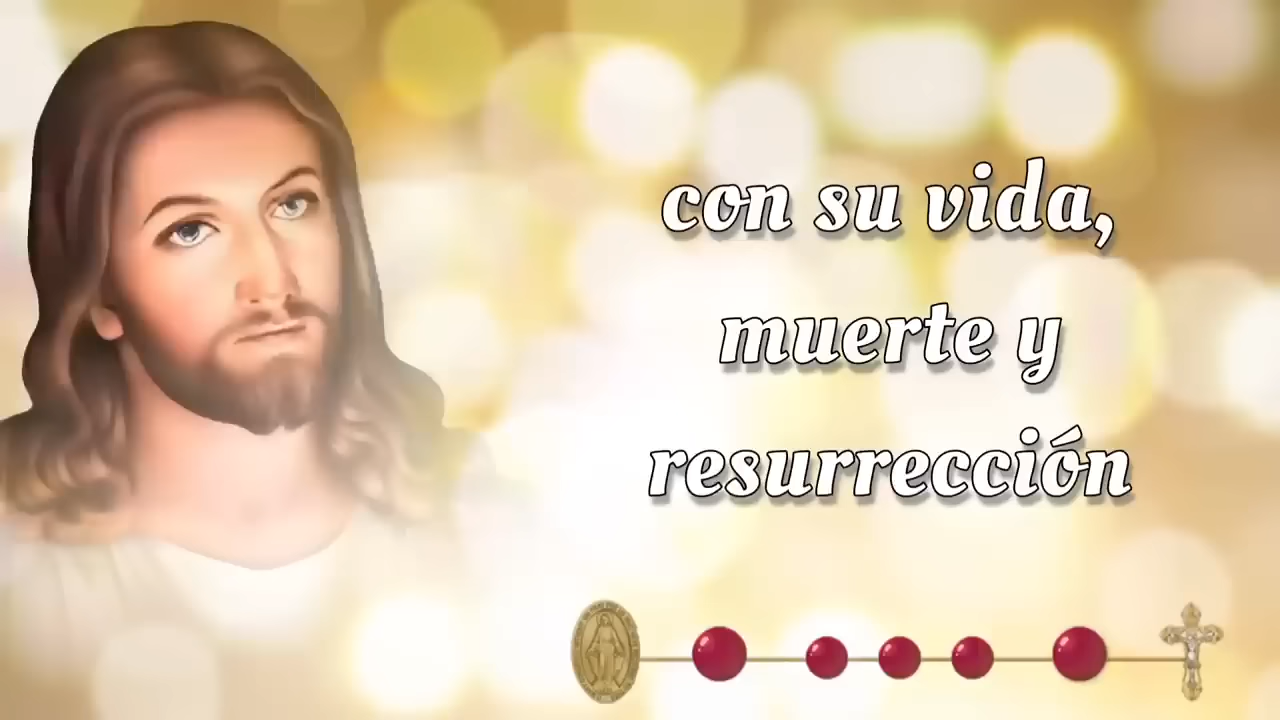 con su vida,
muerte y
resurrección